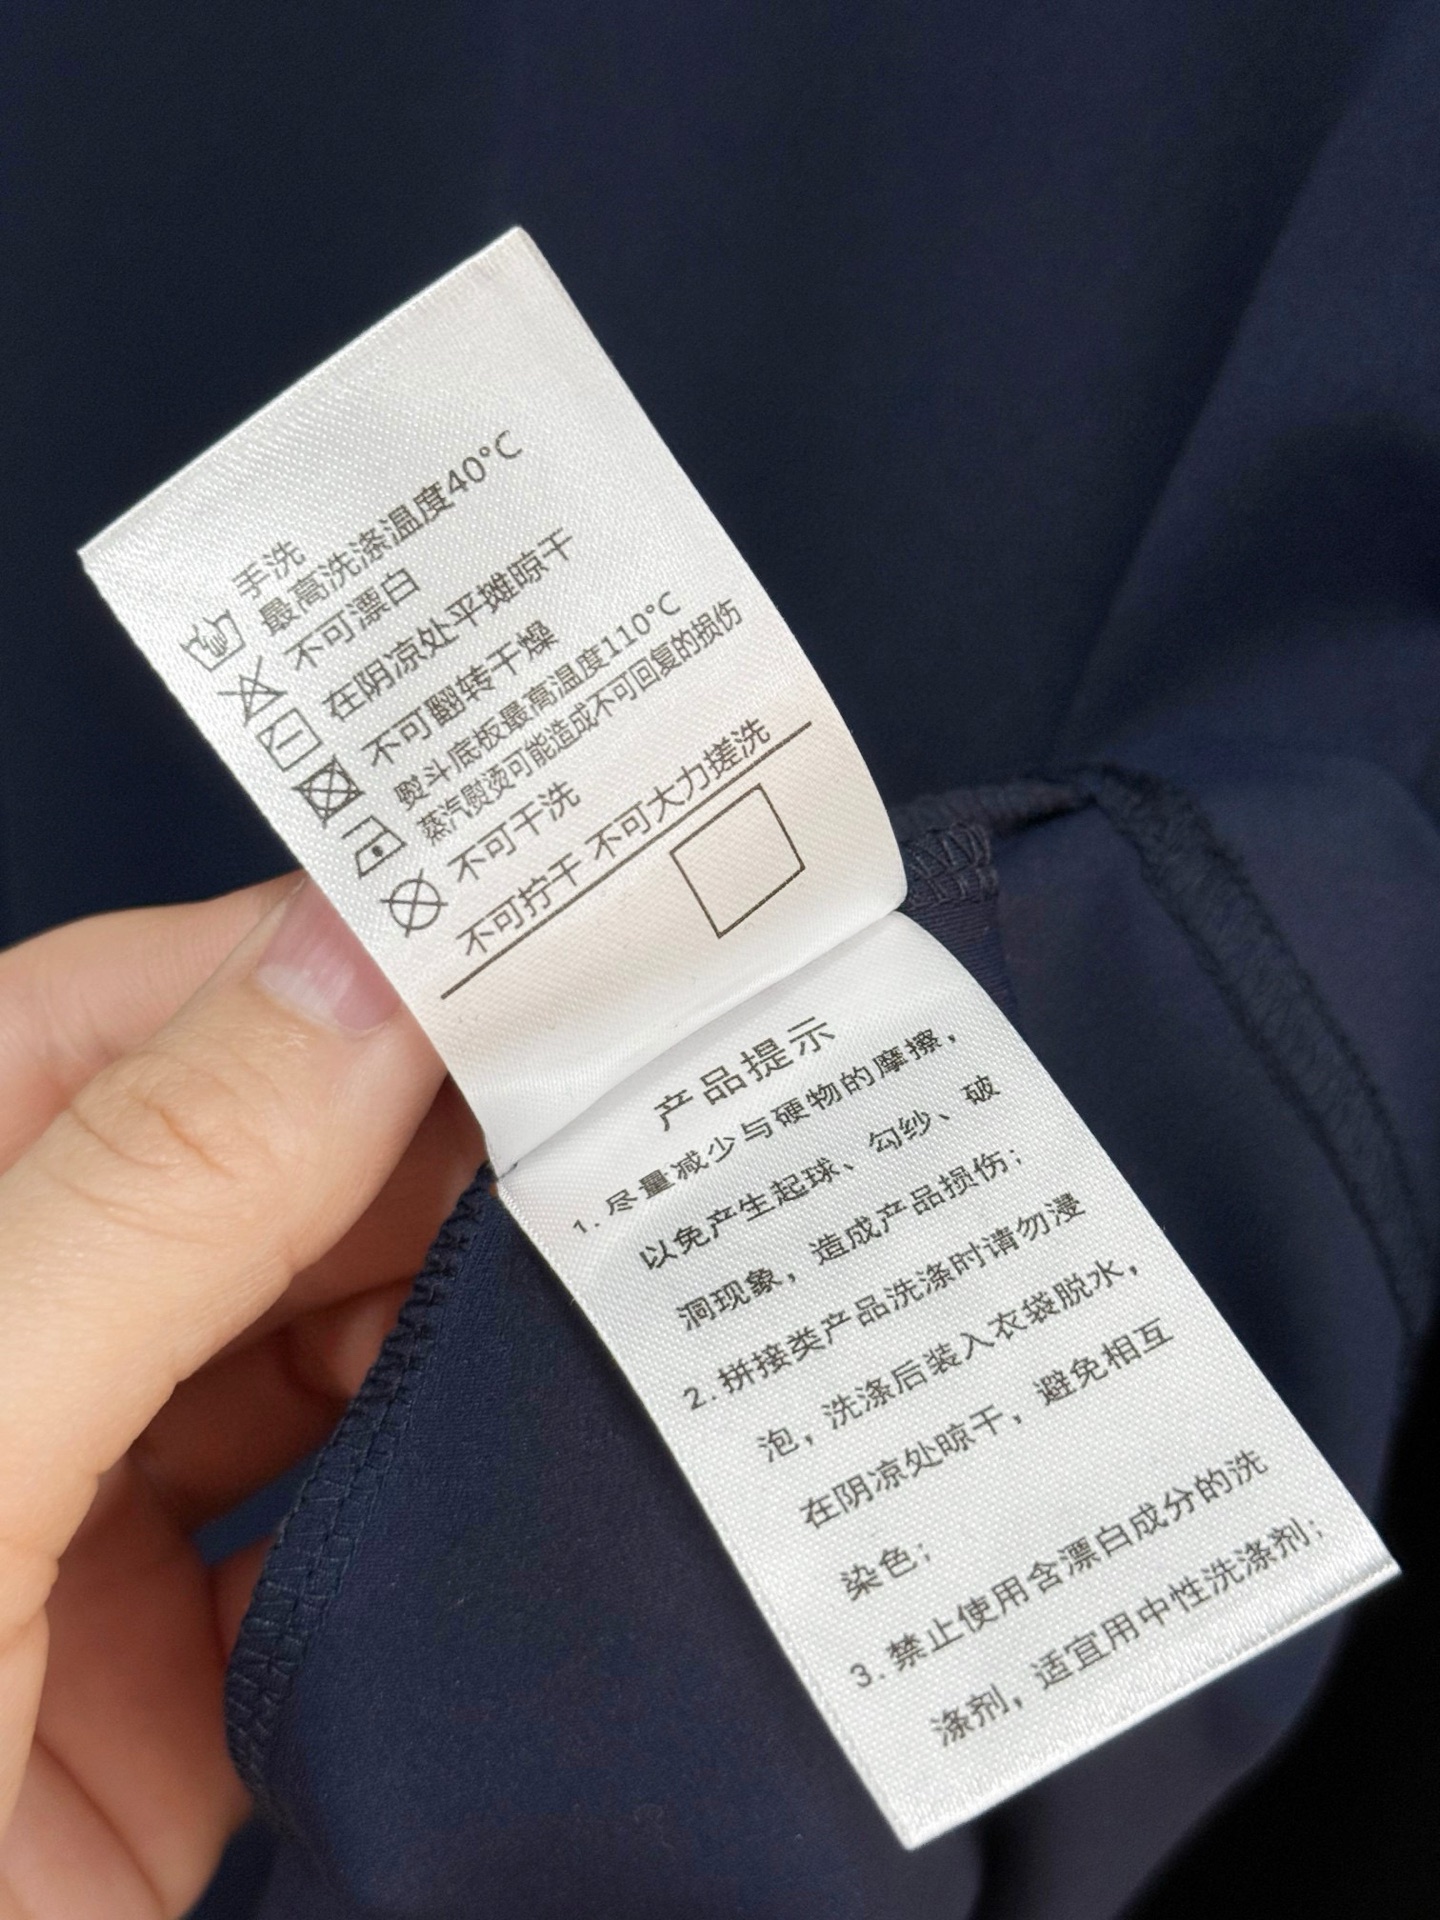 手洗
最高洗涤温度40°C
不可漂白
在阴凉处平摊晾干
不可翻转干燥
熨斗底板最高温度110°C
蒸汽熨烫可能造成不可回复的损伤
不可干洗
不可拧干 不可大力搓洗
产品提示
1.尽量减少与硬物的摩擦，
以免产生起球、勾纱、破
洞现象，造成产品损伤；
2.拼接类产品洗涤时请勿浸
泡，洗涤后装入衣袋脱水，
在阴凉处晾干，避免相互
染色；
3.禁止使用含漂白成分的洗
涤剂，适宜用中性洗涤剂；